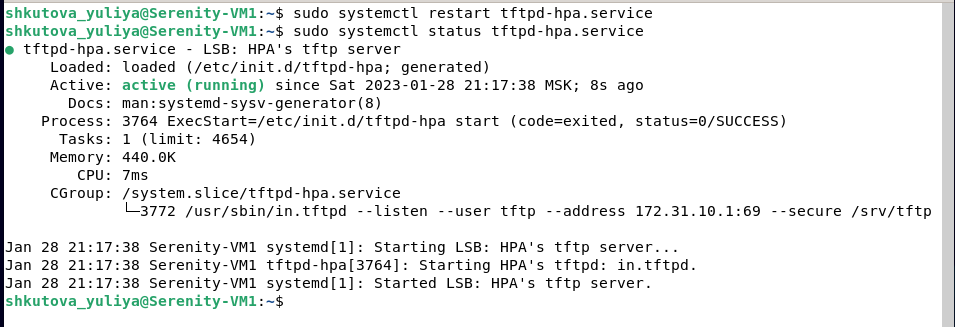 shkutova_yuliya@Serenity-VM1:~$ sudo systemctl restart tftpd-hpa.service
shkutova_yuliya@Serenity-VM1:~$ sudo systemctl status tftpd-hpa.service
● tftpd-hpa.service - LSB: HPA's tftp server
     Loaded: loaded (/etc/init.d/tftpd-hpa; generated)
     Active: active (running) since Sat 2023-01-28 21:17:38 MSK; 8s ago
       Docs: man:systemd-sysv-generator(8)
    Process: 3764 ExecStart=/etc/init.d/tftpd-hpa start (code=exited, status=0/SUCCESS)
      Tasks: 1 (limit: 4654)
     Memory: 440.0K
        CPU: 7ms
     CGroup: /system.slice/tftpd-hpa.service
             └─3772 /usr/sbin/in.tftpd --listen --user tftp --address 172.31.10.1:69 --secure /srv/tftp

Jan 28 21:17:38 Serenity-VM1 systemd[1]: Starting LSB: HPA's tftp server...
Jan 28 21:17:38 Serenity-VM1 tftpd-hpa[3764]: Starting HPA's tftpd: in.tftpd.
Jan 28 21:17:38 Serenity-VM1 systemd[1]: Started LSB: HPA's tftp server.
shkutova_yuliya@Serenity-VM1:~$